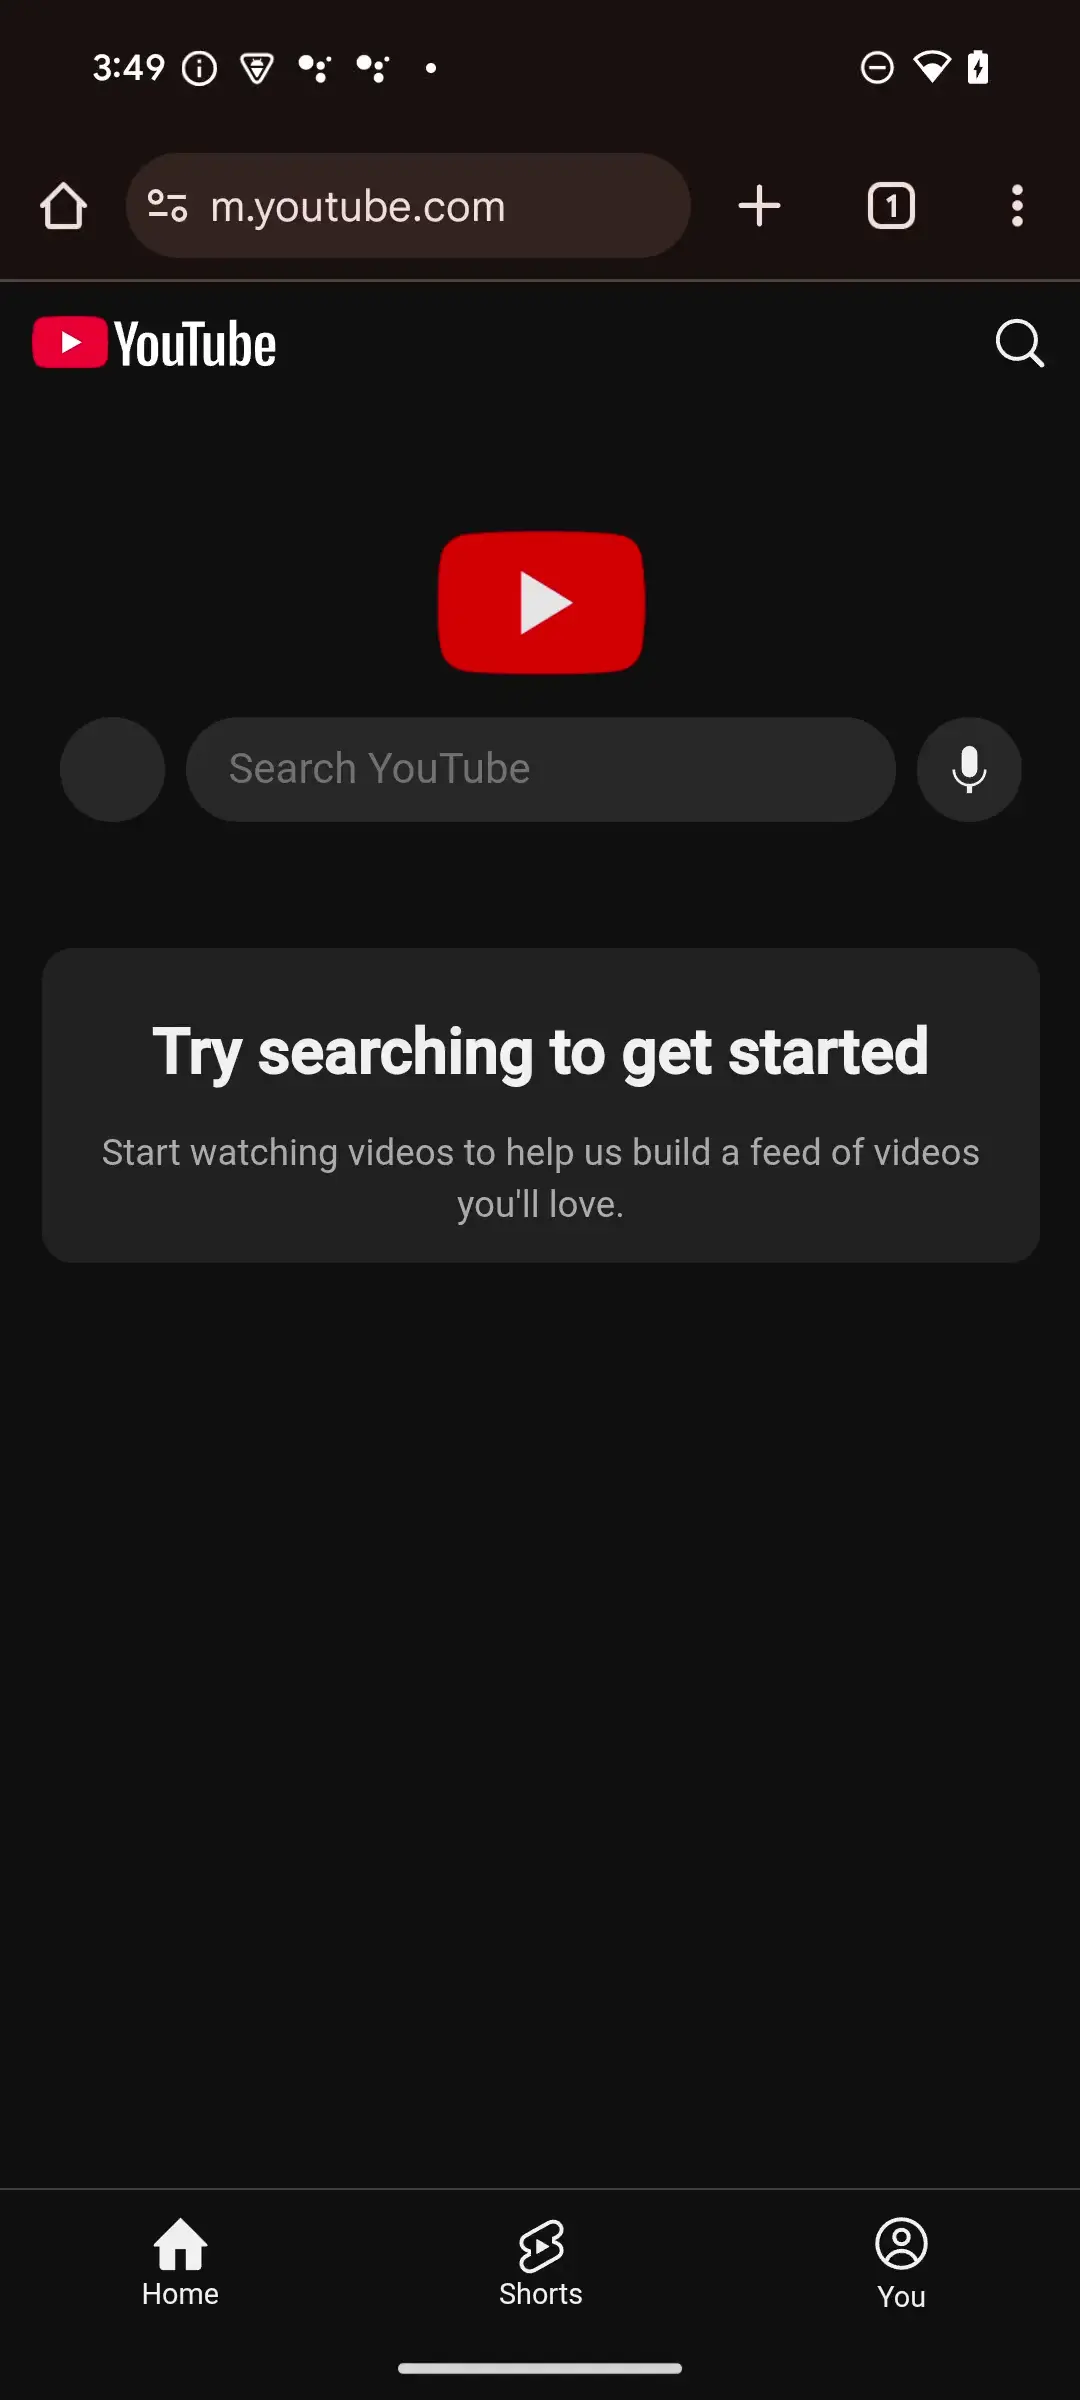 3:49
m.youtube.com
1
YouTube
Search YouTube
Try searching to get started
Start watching videos to help us build a feed of videos
you'll love.
Home
Shorts
You